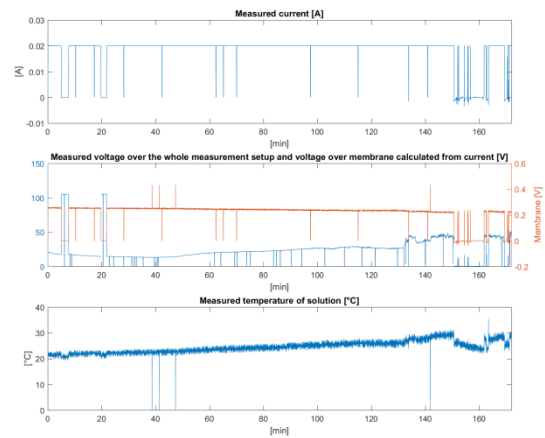 Measured current [A]
0.03
0.02
0.01
0
-0.01
[A]
0 20 40 60 80 100 120 140 160
[min]
Measured voltage over the whole measurement setup and voltage over membrane calculated from current [V]
150
100
50
0
0.6
0.4
0.2
0
-0.2
Membrane [V]
0 20 40 60 80 100 120 140 160
[min]
Measured temperature of solution [°C]
40
30
20
10
0
[°C]
0 20 40 60 80 100 120 140 160
[min]